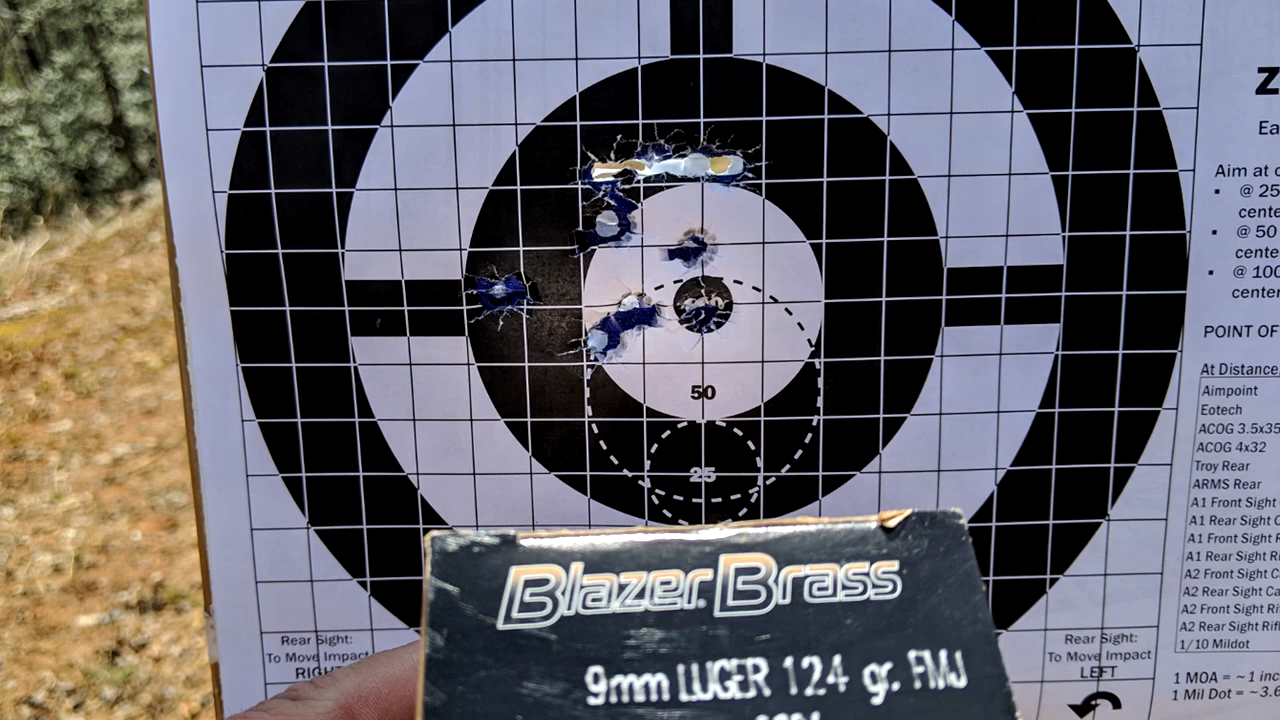 Z
Ea
Aim at c
▪ @ 25
cente
▪ @ 50
center
▪ @ 100
center
POINT OF
At Distance,
Aimpoint
Eotech
ACOG 3.5x35
ACOG 4x32
Troy Rear
ARMS Rear
A1 Front Sight
A1 Rear Sight C
A1 Front Sight R
A1 Rear Sight Ri
A2 Front Sight C
A2 Rear Sight Ca
A2 Front Sight Ri
A2 Rear Sight Rifl
1/10 Mildot
1 MOA = ~1 inc
1 Mil Dot = ~3.6
50
25
Rear Sight:
To Move Impact
RIGHT
Rear Sight:
To Move Impact
LEFT
Blazer. Brass
9mm LUGER 124 gr. FMJ